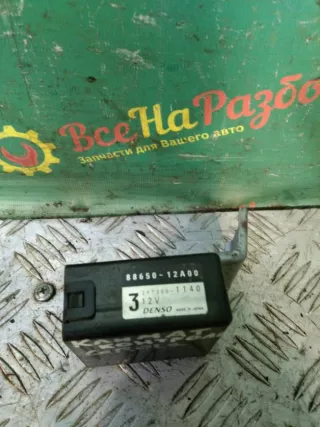 ВсеНаРазбо
Запчасти для Вашего авто
88650-12A00
3
12V
DENSO